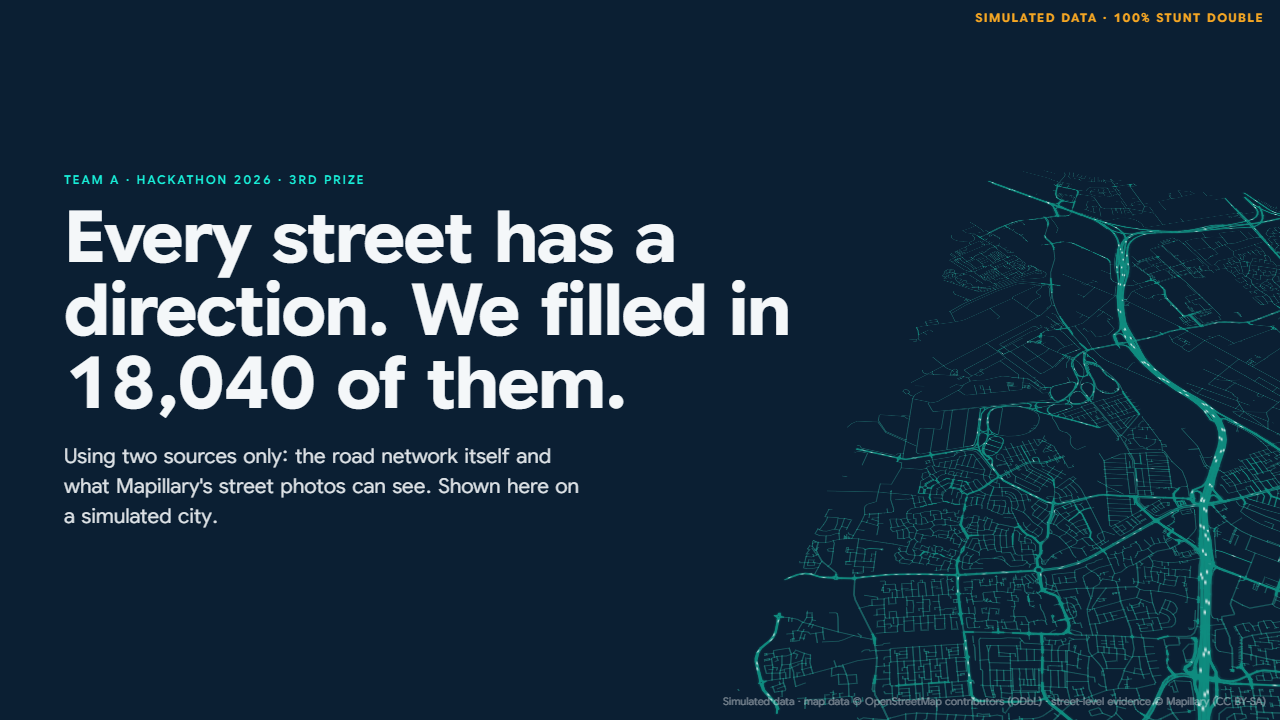 SIMULATED DATA · 100% STUNT DOUBLE
TEAM A · HACKATHON 2026 · 3RD PRIZE
Every street has a
direction. We filled in
18,040 of them.
Using two sources only: the road network itself and
what Mapillary's street photos can see. Shown here on
a simulated city.
Simulated data · map data © OpenStreetMap contributors (ODbL) · street-level evidence © Mapillary (CC BY-SA)